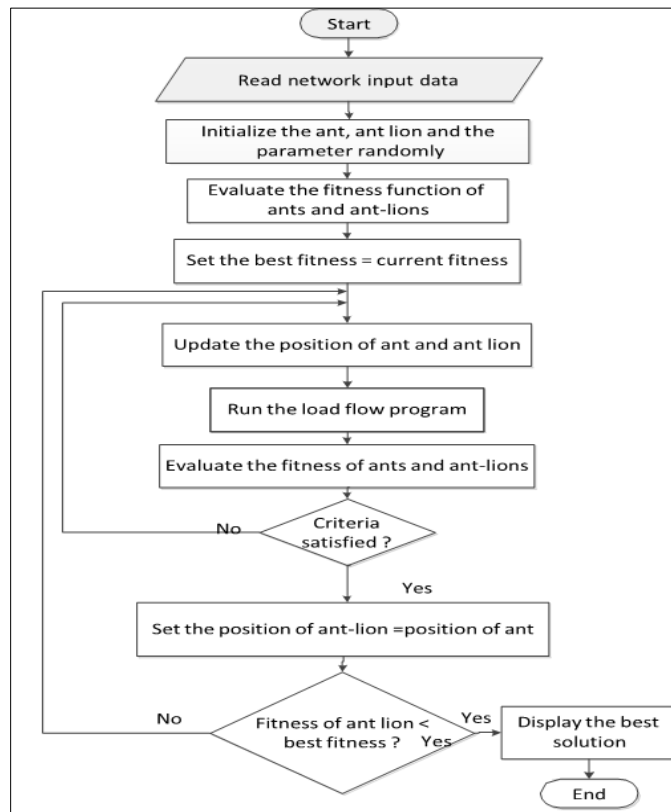 Start
Read network input data
Initialize the ant, ant lion and the
parameter randomly
Evaluate the fitness function of
ants and ant-lions
Set the best fitness = current fitness
Update the position of ant and ant lion
Run the load flow program
Evaluate the fitness of ants and ant-lions
No
Criteria
satisfied ?
Yes
Set the position of ant-lion =position of ant
No
Fitness of ant lion <
best fitness ?
Yes
Yes
Display the best
solution
End